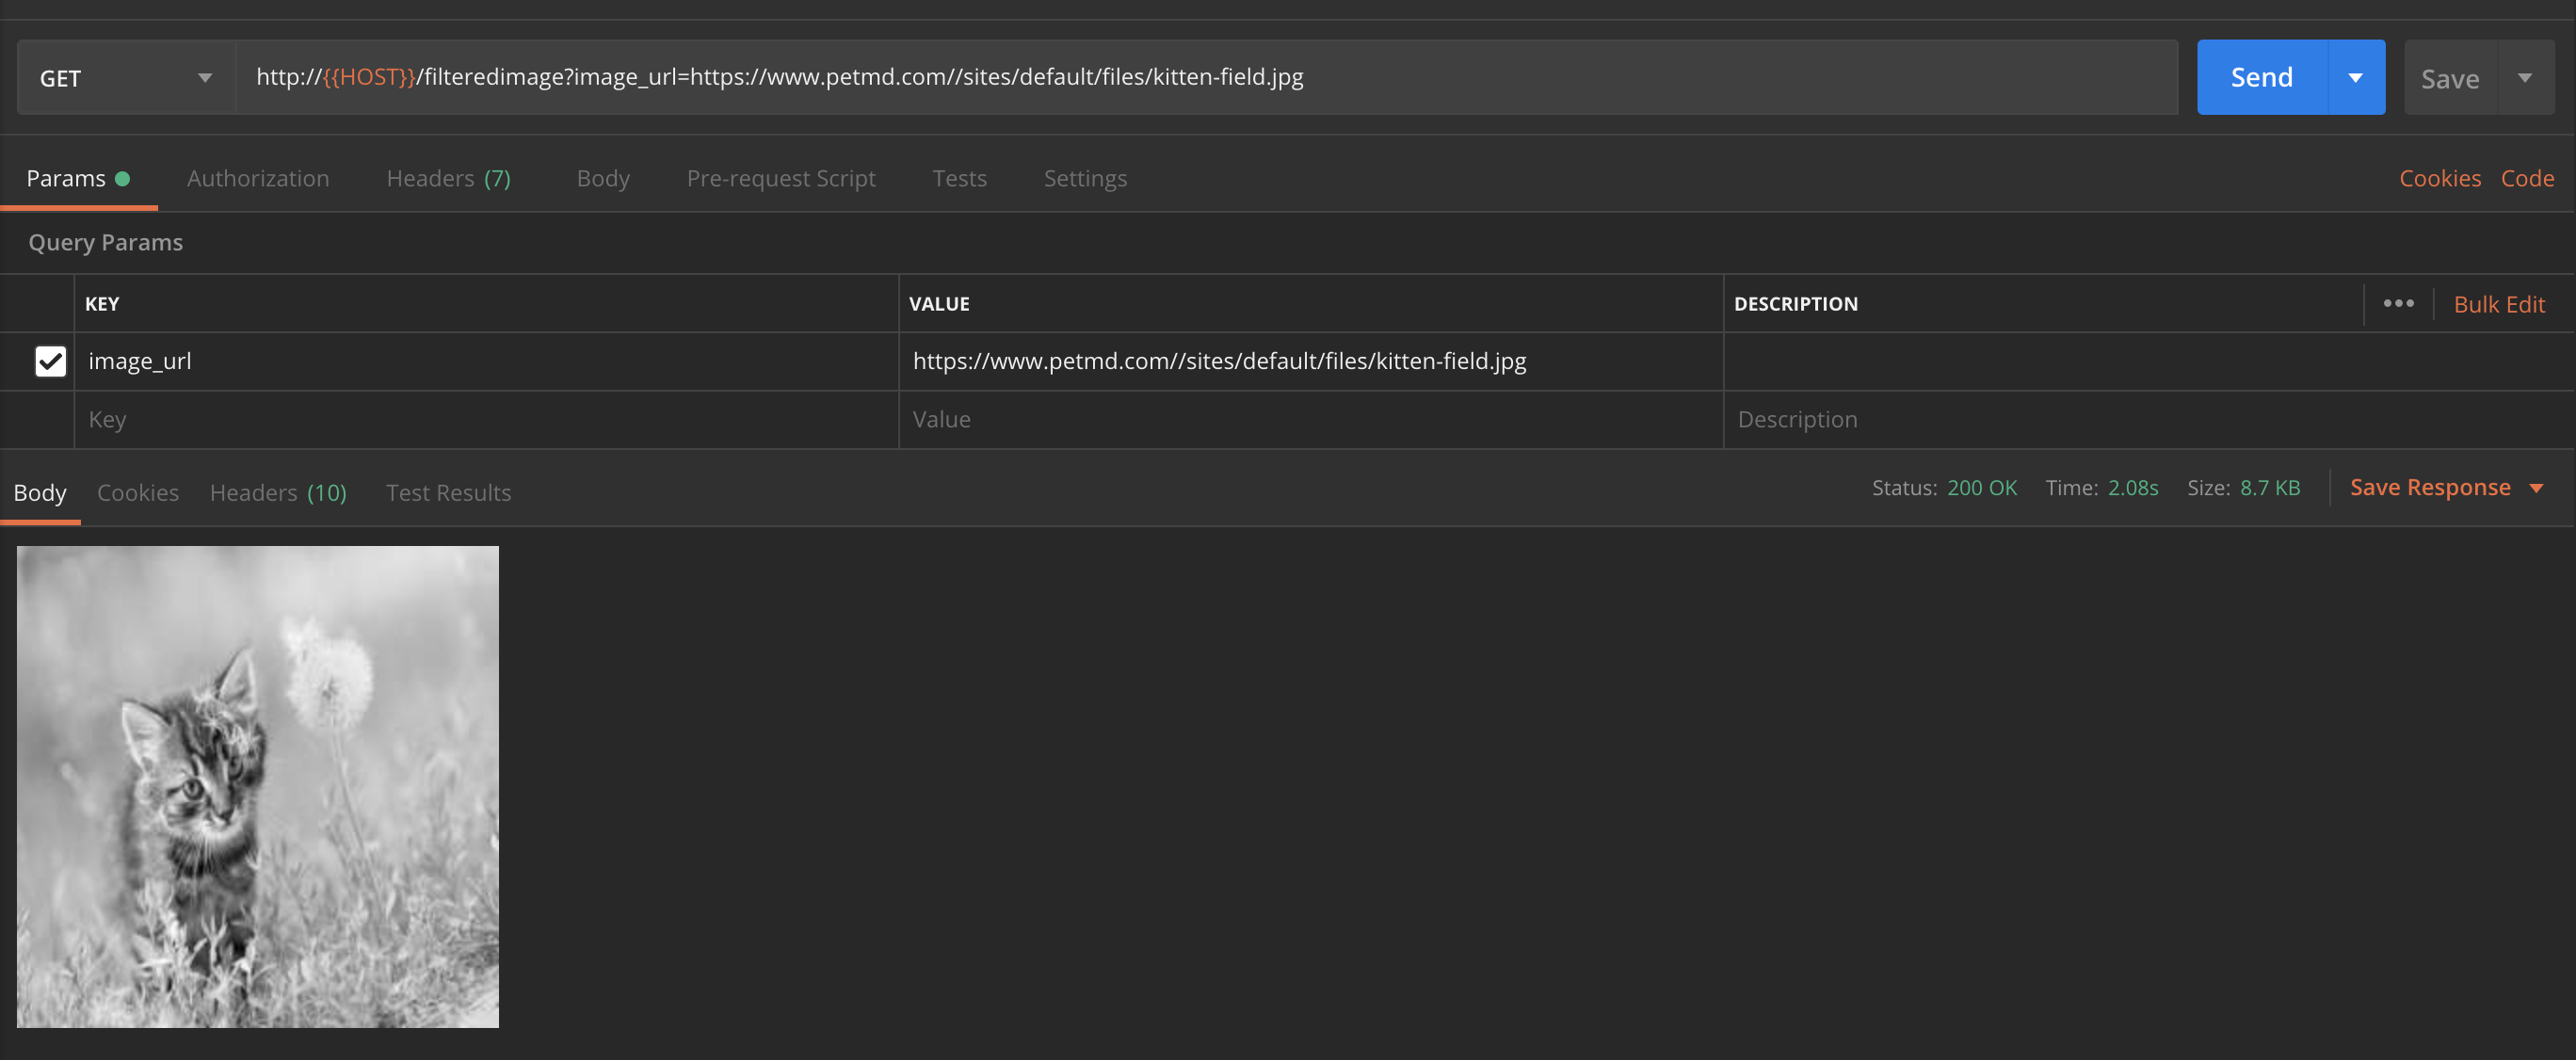 GET http://{{HOST}}/filteredimage?image_url=https://www.petmd.com//sites/default/files/kitten-field.jpg Send Save
Params Authorization Headers (7) Body Pre-request Script Tests Settings Cookies Code
Query Params
KEY VALUE DESCRIPTION ••• Bulk Edit
image_url https://www.petmd.com//sites/default/files/kitten-field.jpg
Key Value Description
Body Cookies Headers (10) Test Results Status: 200 OK Time: 2.08s Size: 8.7 KB Save Response